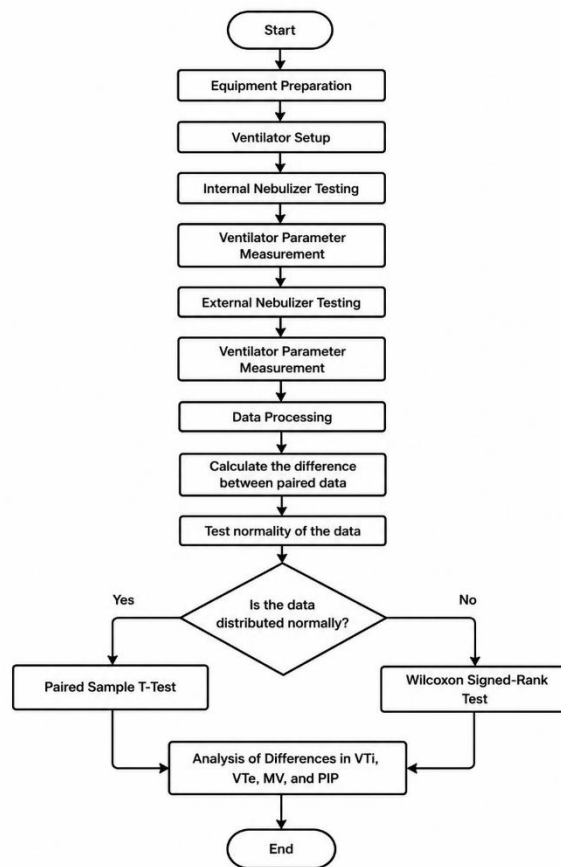 Start
Equipment Preparation
Ventilator Setup
Internal Nebulizer Testing
Ventilator Parameter
Measurement
External Nebulizer Testing
Ventilator Parameter
Measurement
Data Processing
Calculate the difference
between paired data
Test normality of the data
Is the data
distributed normally?
Yes
No
Paired Sample T-Test
Wilcoxon Signed-Rank
Test
Analysis of Differences in VTi,
VTe, MV, and PIP
End